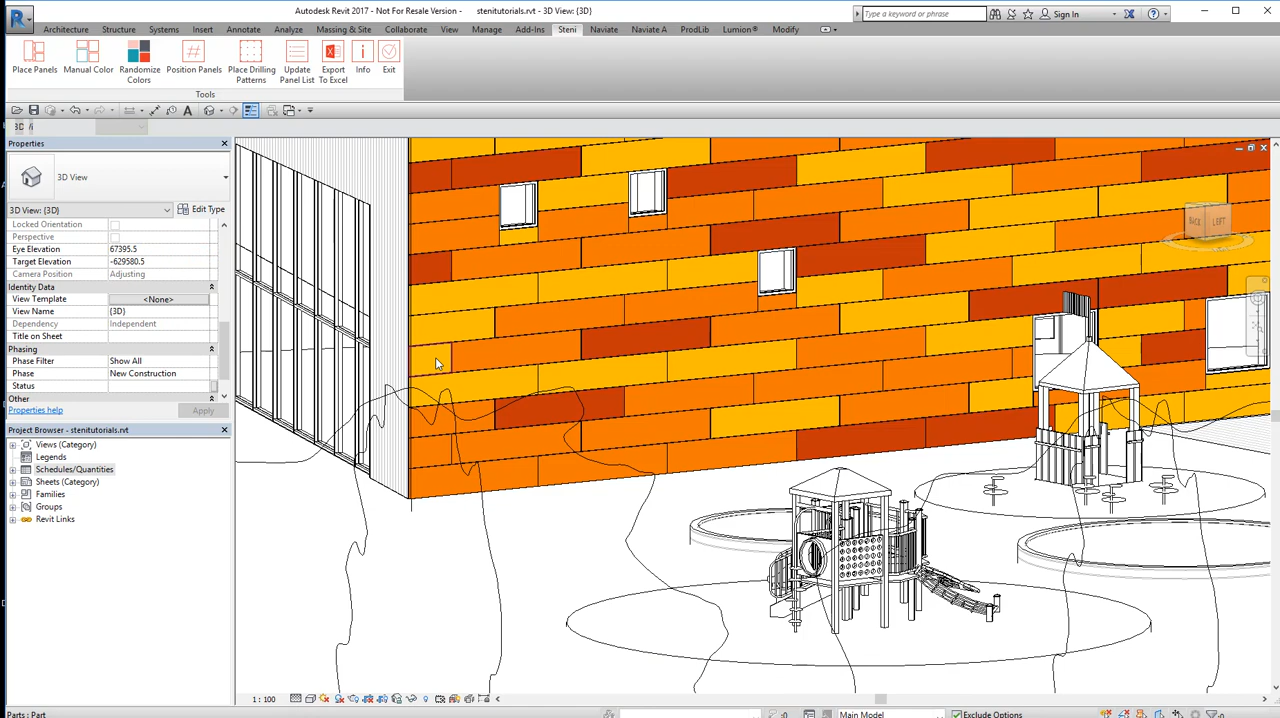 Autodesk Revit 2017 - Not For Resale Version - stenitutorials.rvt - 3D View: {3D}
Type a keyword or phrase
Sign In
Architecture Structure Systems Insert Annotate Analyze Massing & Site Collaborate View Manage Add-Ins Steni Naviate Naviate A ProdLib Lumion® Modify
Place Panels
Manual Color
Randomize Colors
Position Panels
Place Drilling Patterns
Update Panel List
Export To Excel
Info
Exit
Tools
Properties
3D View
3D View: {3D}
Edit Type
Locked Orientation
Perspective
Eye Elevation 67395.5
Target Elevation -629580.5
Camera Position Adjusting
Identity Data
View Template <None>
View Name {3D}
Dependency Independent
Title on Sheet
Phasing
Phase Filter Show All
Phase New Construction
Status
Other
Properties help
Apply
Project Browser - stenitutorials.rvt
Views (Category)
Legends
Schedules/Quantities
Sheets (Category)
Families
Groups
Revit Links
BACK LEFT
1 : 100
Parts : Part
:0
Main Model
Exclude Options
:0